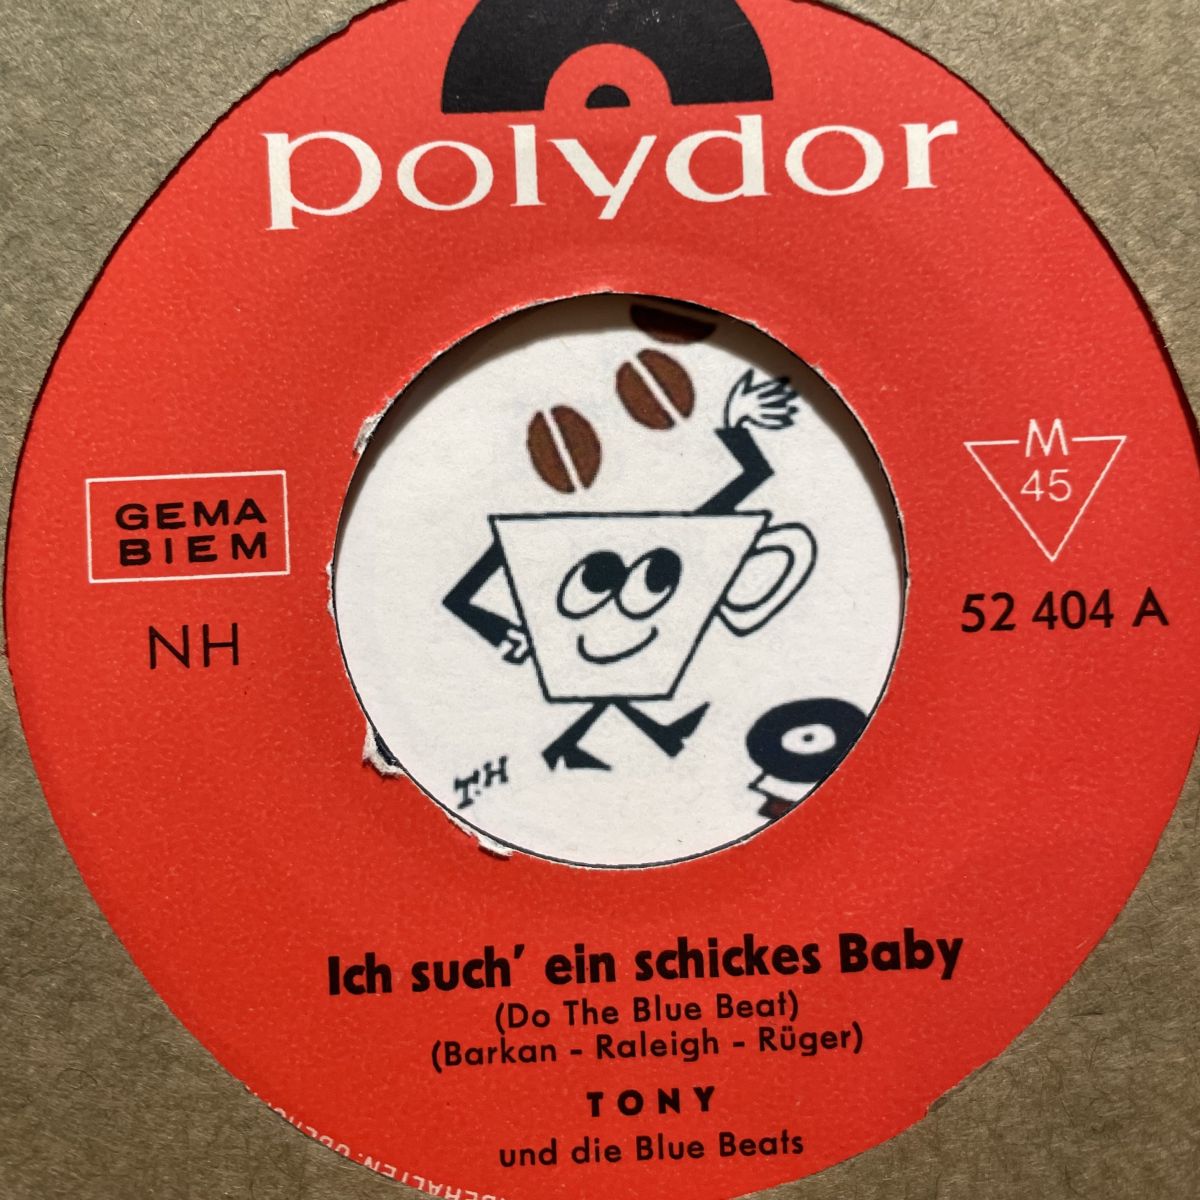 polydor
GEMA
BIEM
NH
M
45
52 404 A
T.H
Ich such' ein schickes Baby
(Do The Blue Beat)
(Barkan - Raleigh - Rüger)
TONY
und die Blue Beats